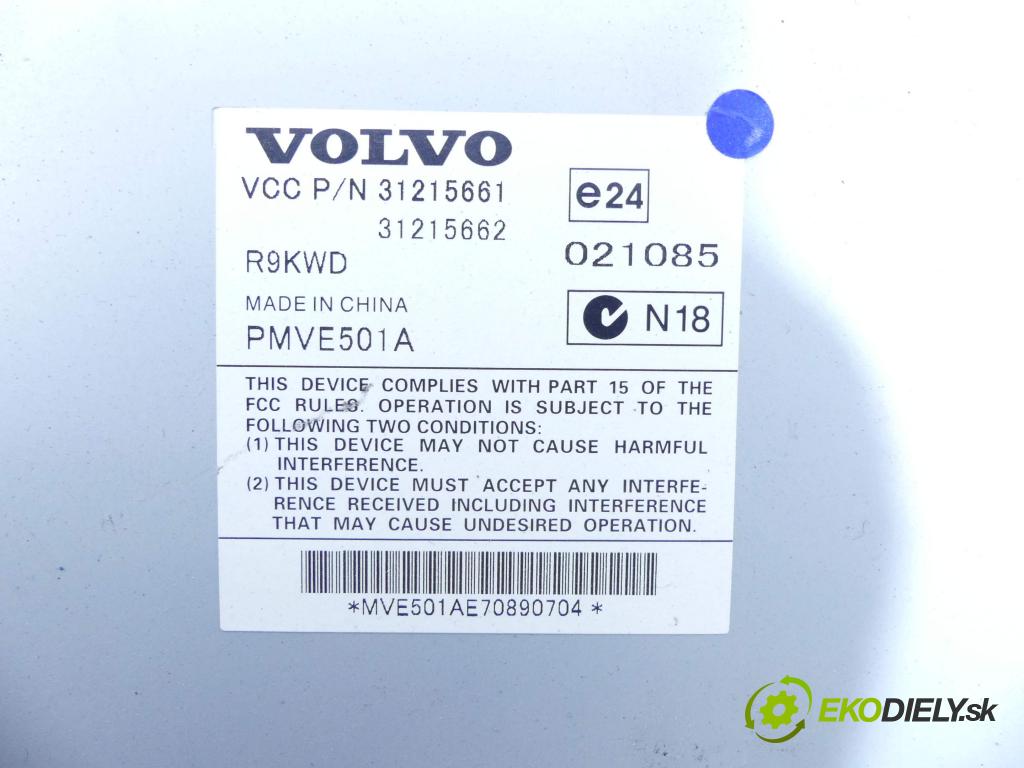 VOLVO
VCC P/N 31215661
31215662
e24
R9KWD
021085
MADE IN CHINA
PMVE501A
N18
THIS DEVICE COMPLIES WITH PART 15 OF THE
FCC RULES. OPERATION IS SUBJECT TO THE
FOLLOWING TWO CONDITIONS:
(1) THIS DEVICE MAY NOT CAUSE HARMFUL
INTERFERENCE.
(2) THIS DEVICE MUST ACCEPT ANY INTERFE-
RENCE RECEIVED INCLUDING INTERFERENCE
THAT MAY CAUSE UNDESIRED OPERATION.
*MVE501AE70890704*
EKODIELY.sk